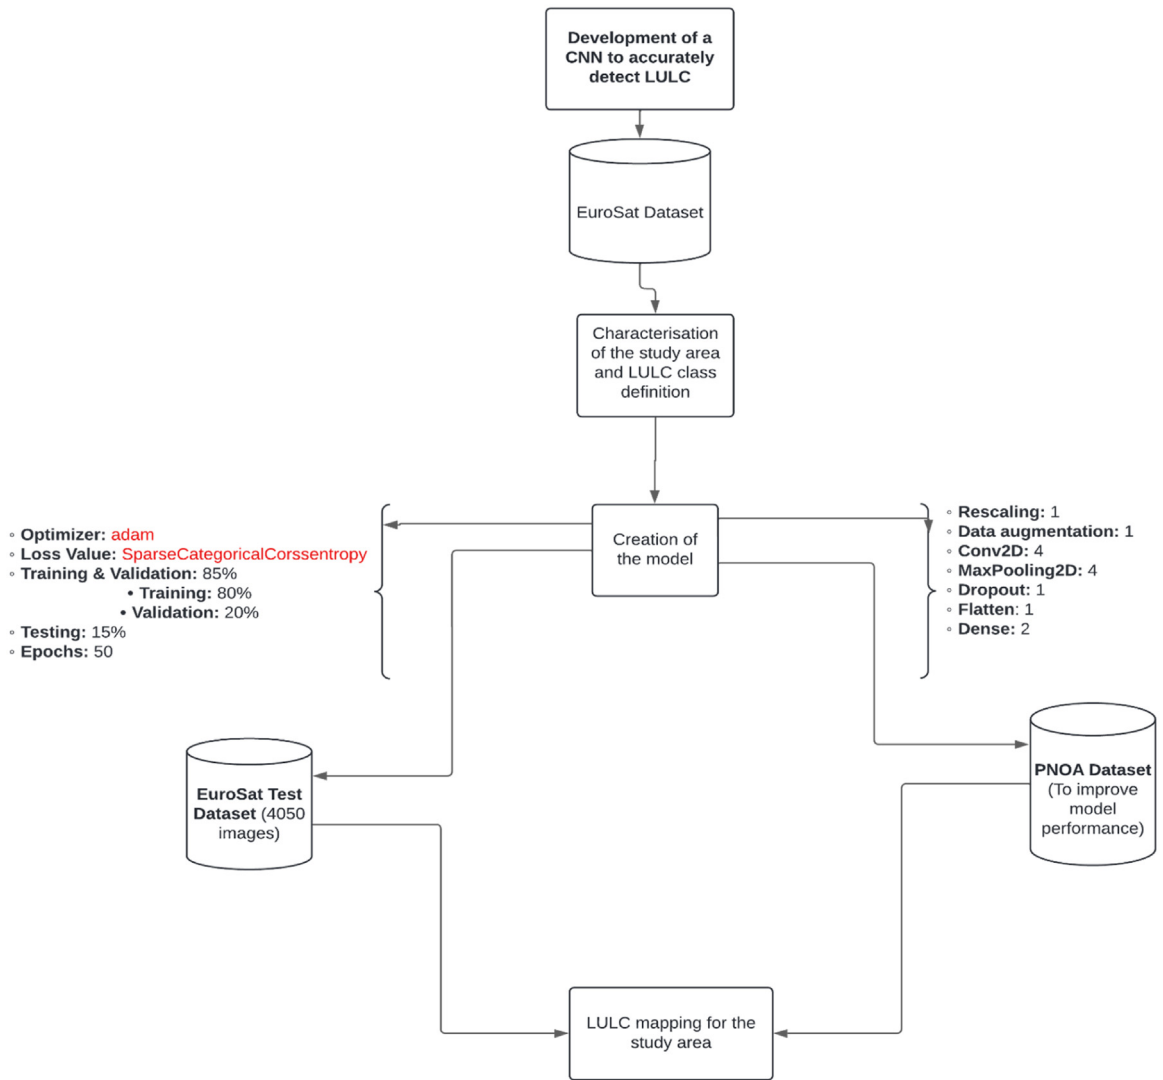 Development of a
CNN to accurately
detect LULC
EuroSat Dataset
Characterisation
of the study area
and LULC class
definition
Creation of
the model
◦ Optimizer: adam
◦ Loss Value: SparseCategoricalCorssentropy
◦ Training & Validation: 85%
• Training: 80%
• Validation: 20%
◦ Testing: 15%
◦ Epochs: 50
◦ Rescaling: 1
◦ Data augmentation: 1
◦ Conv2D: 4
◦ MaxPooling2D: 4
◦ Dropout: 1
◦ Flatten: 1
◦ Dense: 2
EuroSat Test
Dataset (4050
images)
PNOA Dataset
(To improve
model
performance)
LULC mapping for the
study area